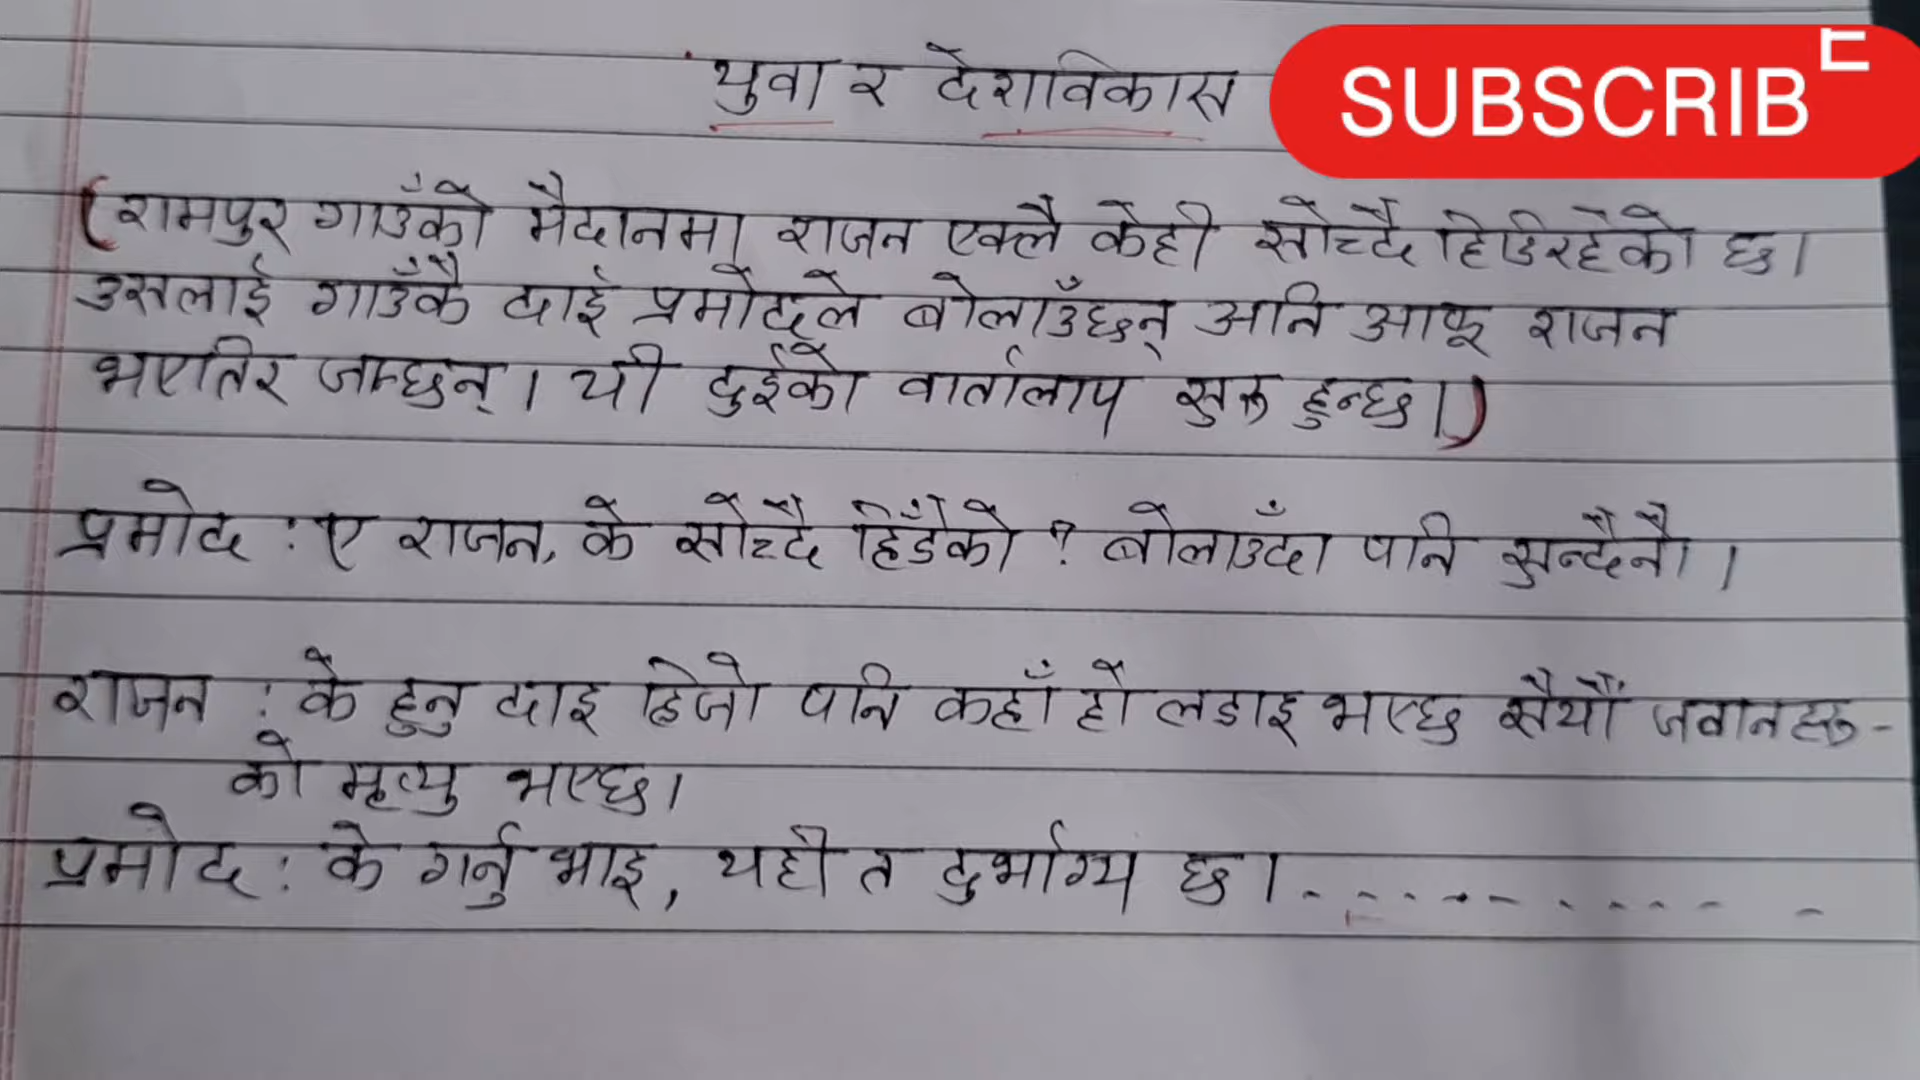 युवा र देशविकास
SUBSCRIBE
(रामपुर गाउँको मैदानमा राजन एक्लै केही सोच्दै हिँडिरहेको छ।
उसलाई गाउँकै दाई प्रमोदले बोलाउँछन् अनि आफू राजन
भएतिर जान्छन्। यी दुईको वार्तालाप सुरु हुन्छ।)
प्रमोद : ए राजन, के सोच्दै हिँडेको ? बोलाउँदा पनि सुन्दैनौ।
राजन : के हुनु दाइ हिजो पनि कहाँ हो लडाइ भएछ सैयौं जवानहरु-
को मृत्यु भएछ।
प्रमोद : के गर्नु भाइ, यही त दुर्भाग्य छ। . . . . . . . . . . . .